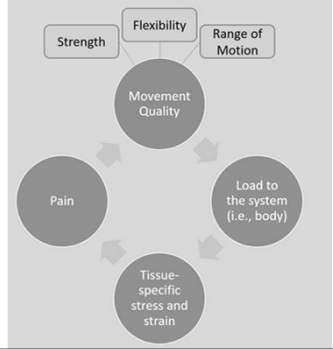 Flexibility
Strength
Range of
Motion
Movement
Quality
Load to
the system
(i.e., body)
Pain
Tissue-
specific
stress and
strain